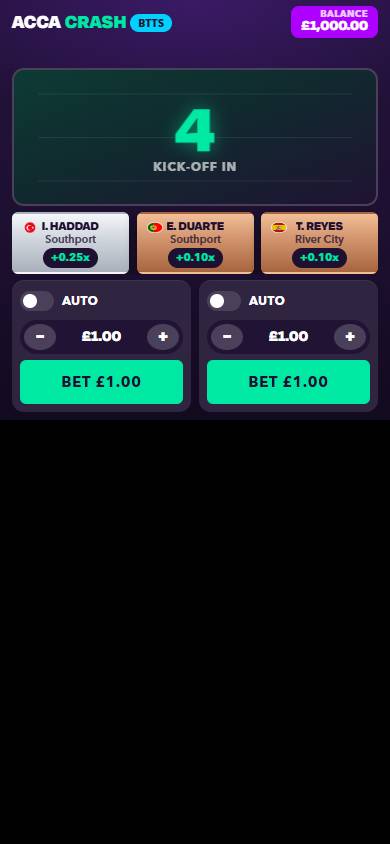 ACCA CRASH BTTS
BALANCE
£1,000.00
4
KICK-OFF IN
I. HADDAD
Southport
+0.25x
E. DUARTE
Southport
+0.10x
T. REYES
River City
+0.10x
AUTO
− £1.00 +
BET £1.00
AUTO
− £1.00 +
BET £1.00